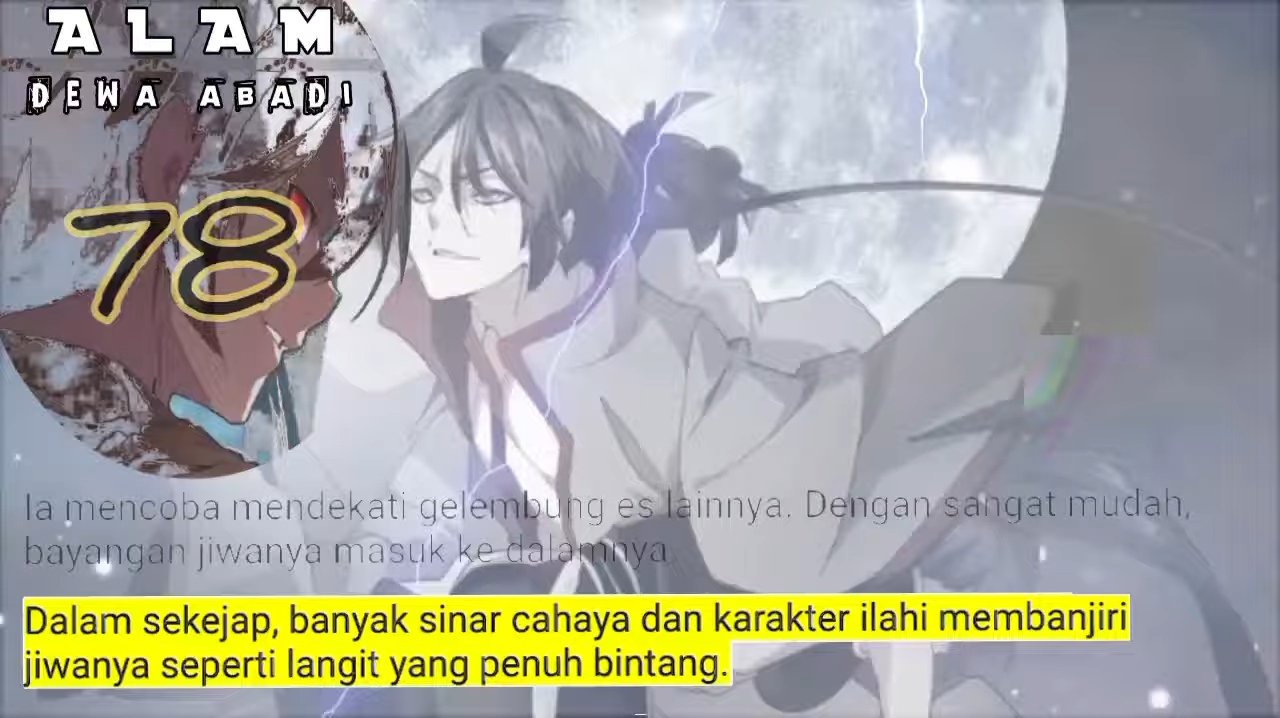 ALAM
DEWA ABADI
78
Ia mencoba mendekati gelembung es lainnya. Dengan sangat mudah,
bayangan jiwanya masuk ke dalamnya
Dalam sekejap, banyak sinar cahaya dan karakter ilahi membanjiri
jiwanya seperti langit yang penuh bintang.